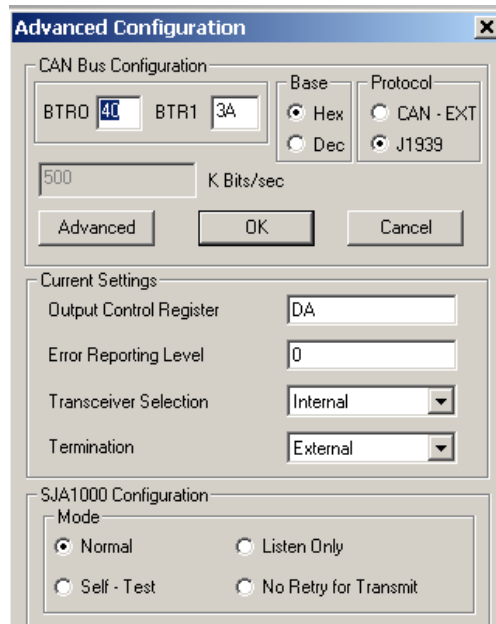 Advanced Configuration
CAN Bus Configuration
BTR0 40 BTR1 3A
Base
Hex
Dec
Protocol
CAN - EXT
J1939
500 K Bits/sec
Advanced OK Cancel
Current Settings
Output Control Register DA
Error Reporting Level 0
Transceiver Selection Internal
Termination External
SJA1000 Configuration
Mode
Normal Listen Only
Self - Test No Retry for Transmit